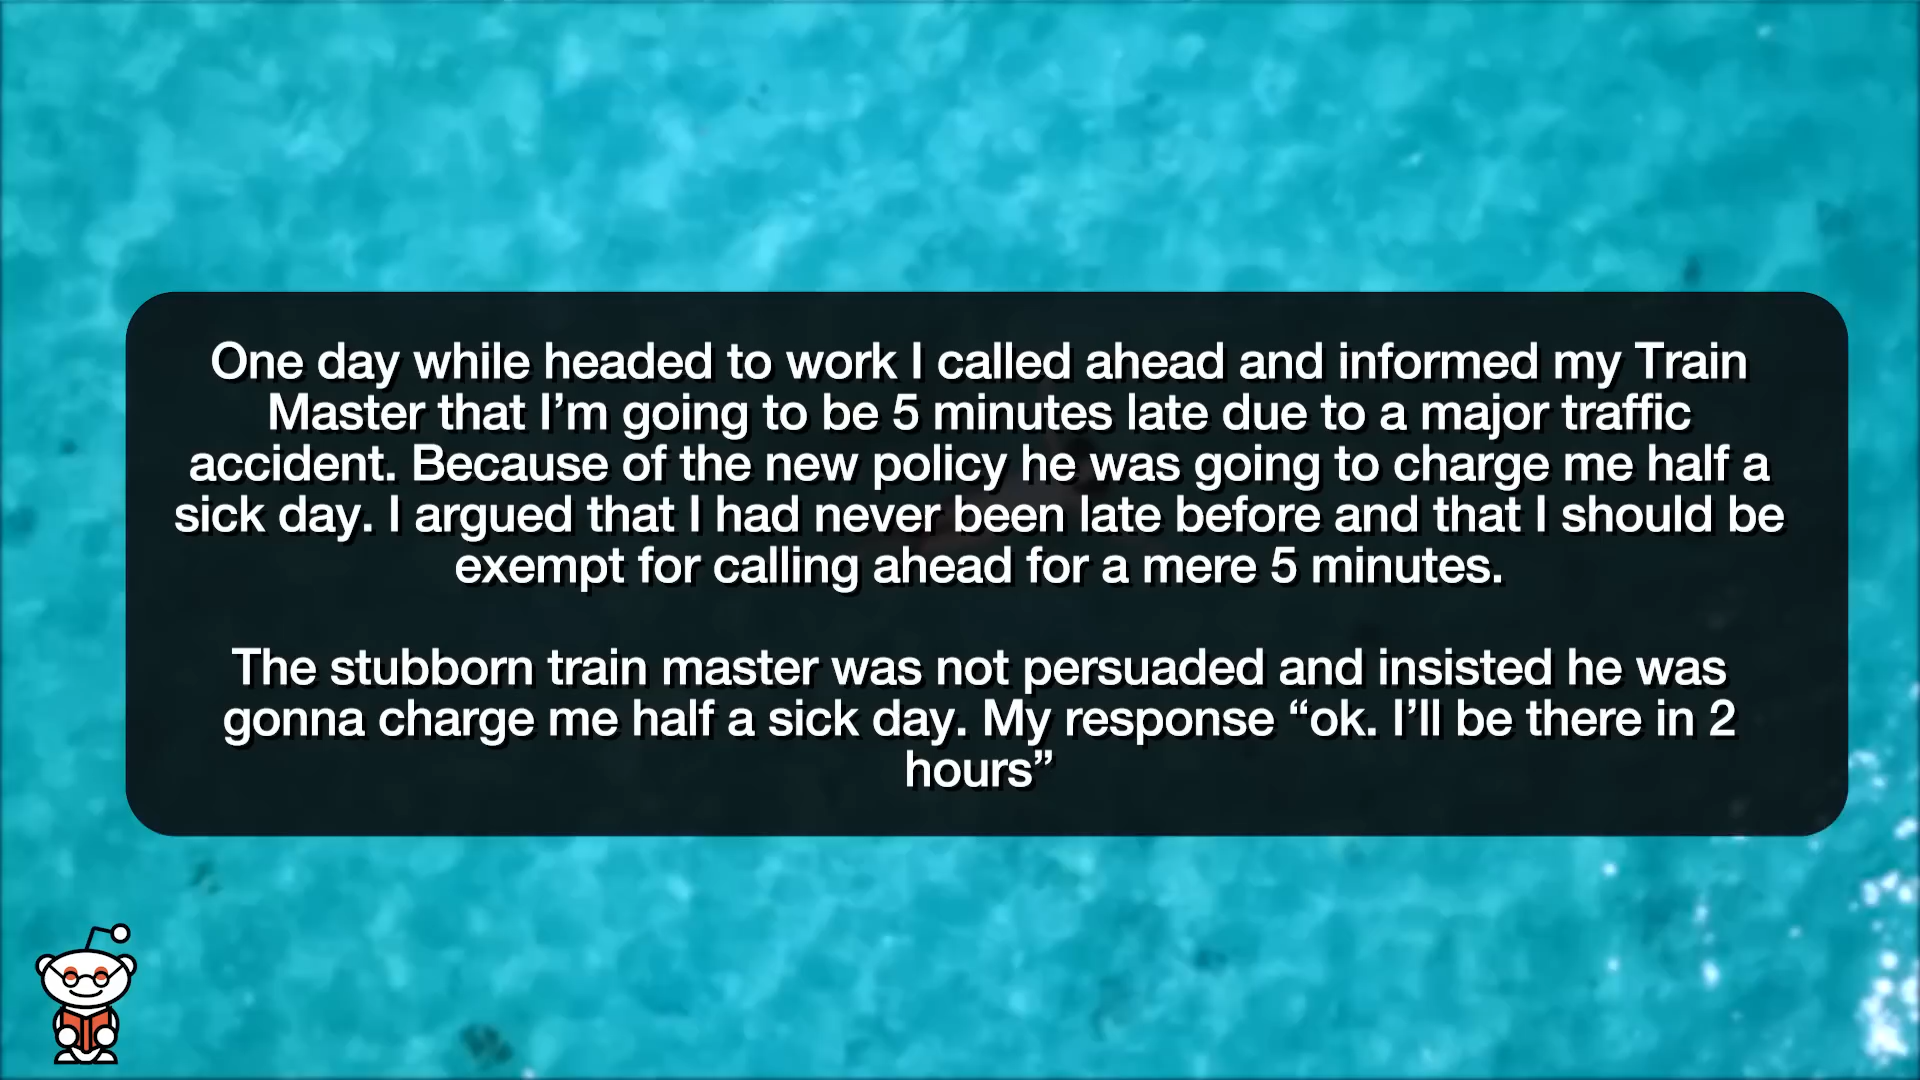 One day while headed to work I called ahead and informed my Train
Master that I’m going to be 5 minutes late due to a major traffic
accident. Because of the new policy he was going to charge me half a
sick day. I argued that I had never been late before and that I should be
exempt for calling ahead for a mere 5 minutes.
The stubborn train master was not persuaded and insisted he was
gonna charge me half a sick day. My response “ok. I’ll be there in 2
hours”